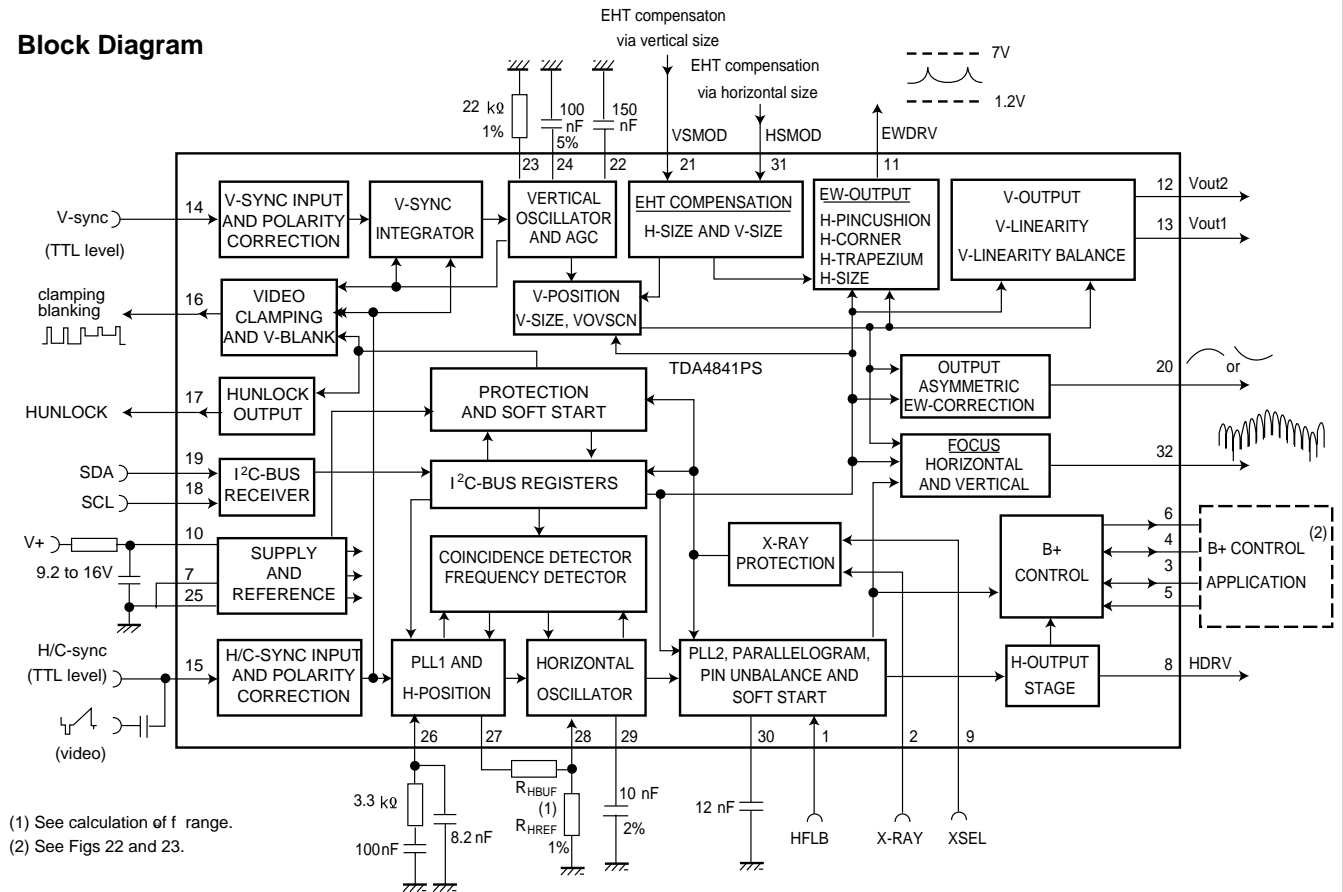 Block Diagram
EHT compensaton
via vertical size
EHT compensation
via horizontal size
7V
1.2V
22 kΩ
1%
100
nF
5%
150
nF
VSMOD
HSMOD
EWDRV
23
24
22
21
31
11
V-sync
(TTL level)
14
V-SYNC INPUT
AND POLARITY
CORRECTION
V-SYNC
INTEGRATOR
VERTICAL
OSCILLATOR
AND AGC
EHT COMPENSATION
H-SIZE AND V-SIZE
EW-OUTPUT
H-PINCUSHION
H-CORNER
H-TRAPEZIUM
H-SIZE
V-OUTPUT
V-LINEARITY
V-LINEARITY BALANCE
12
Vout2
13
Vout1
clamping
blanking
16
VIDEO
CLAMPING
AND V-BLANK
V-POSITION
V-SIZE, VOVSCN
TDA4841PS
HUNLOCK
17
HUNLOCK
OUTPUT
PROTECTION
AND SOFT START
OUTPUT
ASYMMETRIC
EW-CORRECTION
20
or
SDA
19
SCL
18
I²C-BUS
RECEIVER
I²C-BUS REGISTERS
FOCUS
HORIZONTAL
AND VERTICAL
32
V+
9.2 to 16V
10
7
25
SUPPLY
AND
REFERENCE
COINCIDENCE DETECTOR
FREQUENCY DETECTOR
X-RAY
PROTECTION
B+
CONTROL
6
4
3
5
(2)
B+ CONTROL
APPLICATION
H/C-sync
(TTL level)
(video)
15
H/C-SYNC INPUT
AND POLARITY
CORRECTION
PLL1 AND
H-POSITION
HORIZONTAL
OSCILLATOR
PLL2, PARALLELOGRAM,
PIN UNBALANCE AND
SOFT START
H-OUTPUT
STAGE
8
HDRV
26
27
28
29
30
1
2
9
3.3 kΩ
100nF
8.2 nF
RHBUF
(1)
RHREF
1%
10 nF
2%
12 nF
HFLB
X-RAY
XSEL
(1) See calculation of f range.
(2) See Figs 22 and 23.